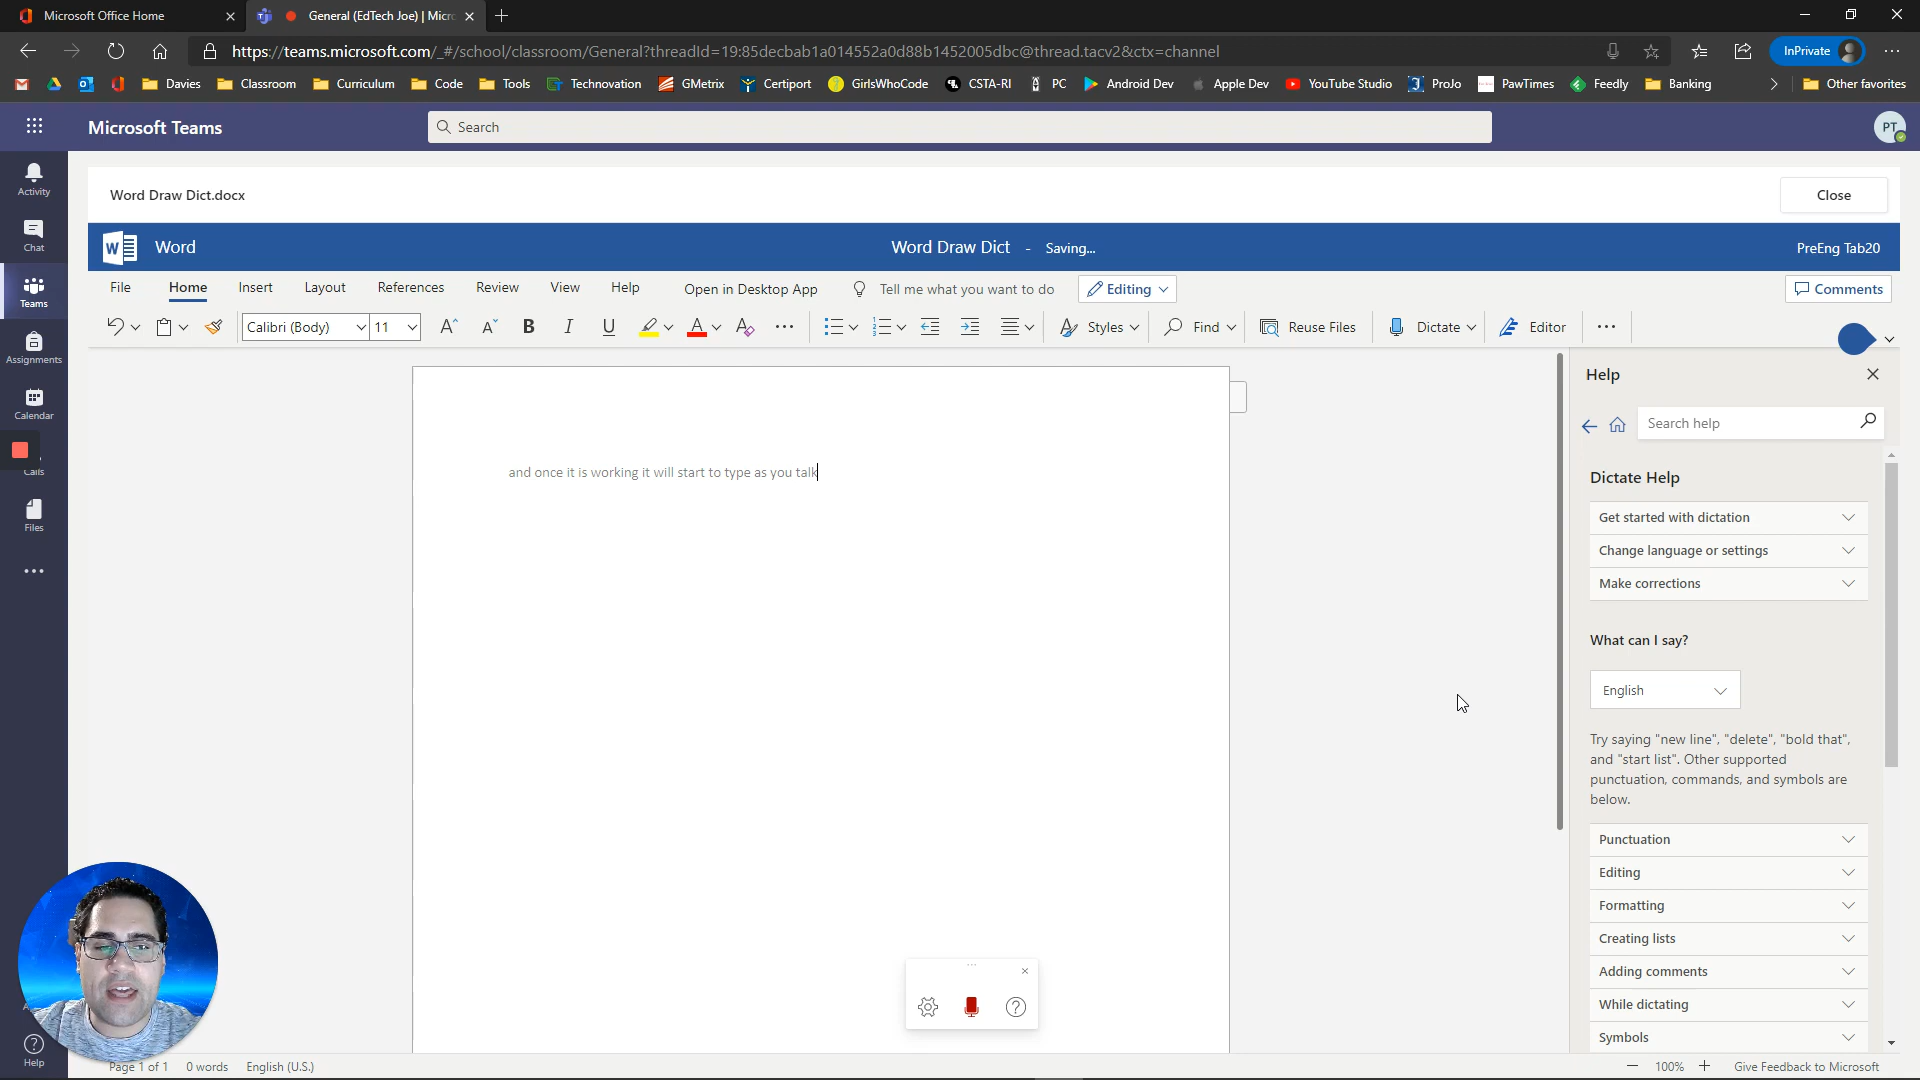 Microsoft Office Home
General (EdTech Joe) | Micr
https://teams.microsoft.com/_#/school/classroom/General?threadId=19:85decbab1a014552a0d88b1452005dbc@thread.tacv2&ctx=channel
InPrivate
Davies Classroom Curriculum Code Tools Technovation GMetrix Certiport GirlsWhoCode CSTA-RI PC Android Dev Apple Dev YouTube Studio ProJo PawTimes Feedly Banking Other favorites
Microsoft Teams
Search
PT
Activity
Chat
Teams
Assignments
Calendar
Calls
Files
Help
Word Draw Dict.docx
Close
W Word
Word Draw Dict - Saving...
PreEng Tab20
File Home Insert Layout References Review View Help Open in Desktop App Tell me what you want to do Editing Comments
Calibri (Body) 11 A A B I U A A Styles Find Reuse Files Dictate Editor
and once it is working it will start to type as you talk
Help
Search help
Dictate Help
Get started with dictation
Change language or settings
Make corrections
What can I say?
English
Try saying "new line", "delete", "bold that",
and "start list". Other supported
punctuation, commands, and symbols are
below.
Punctuation
Editing
Formatting
Creating lists
Adding comments
While dictating
Symbols
Page 1 of 1 0 words English (U.S.)
100% Give Feedback to Microsoft